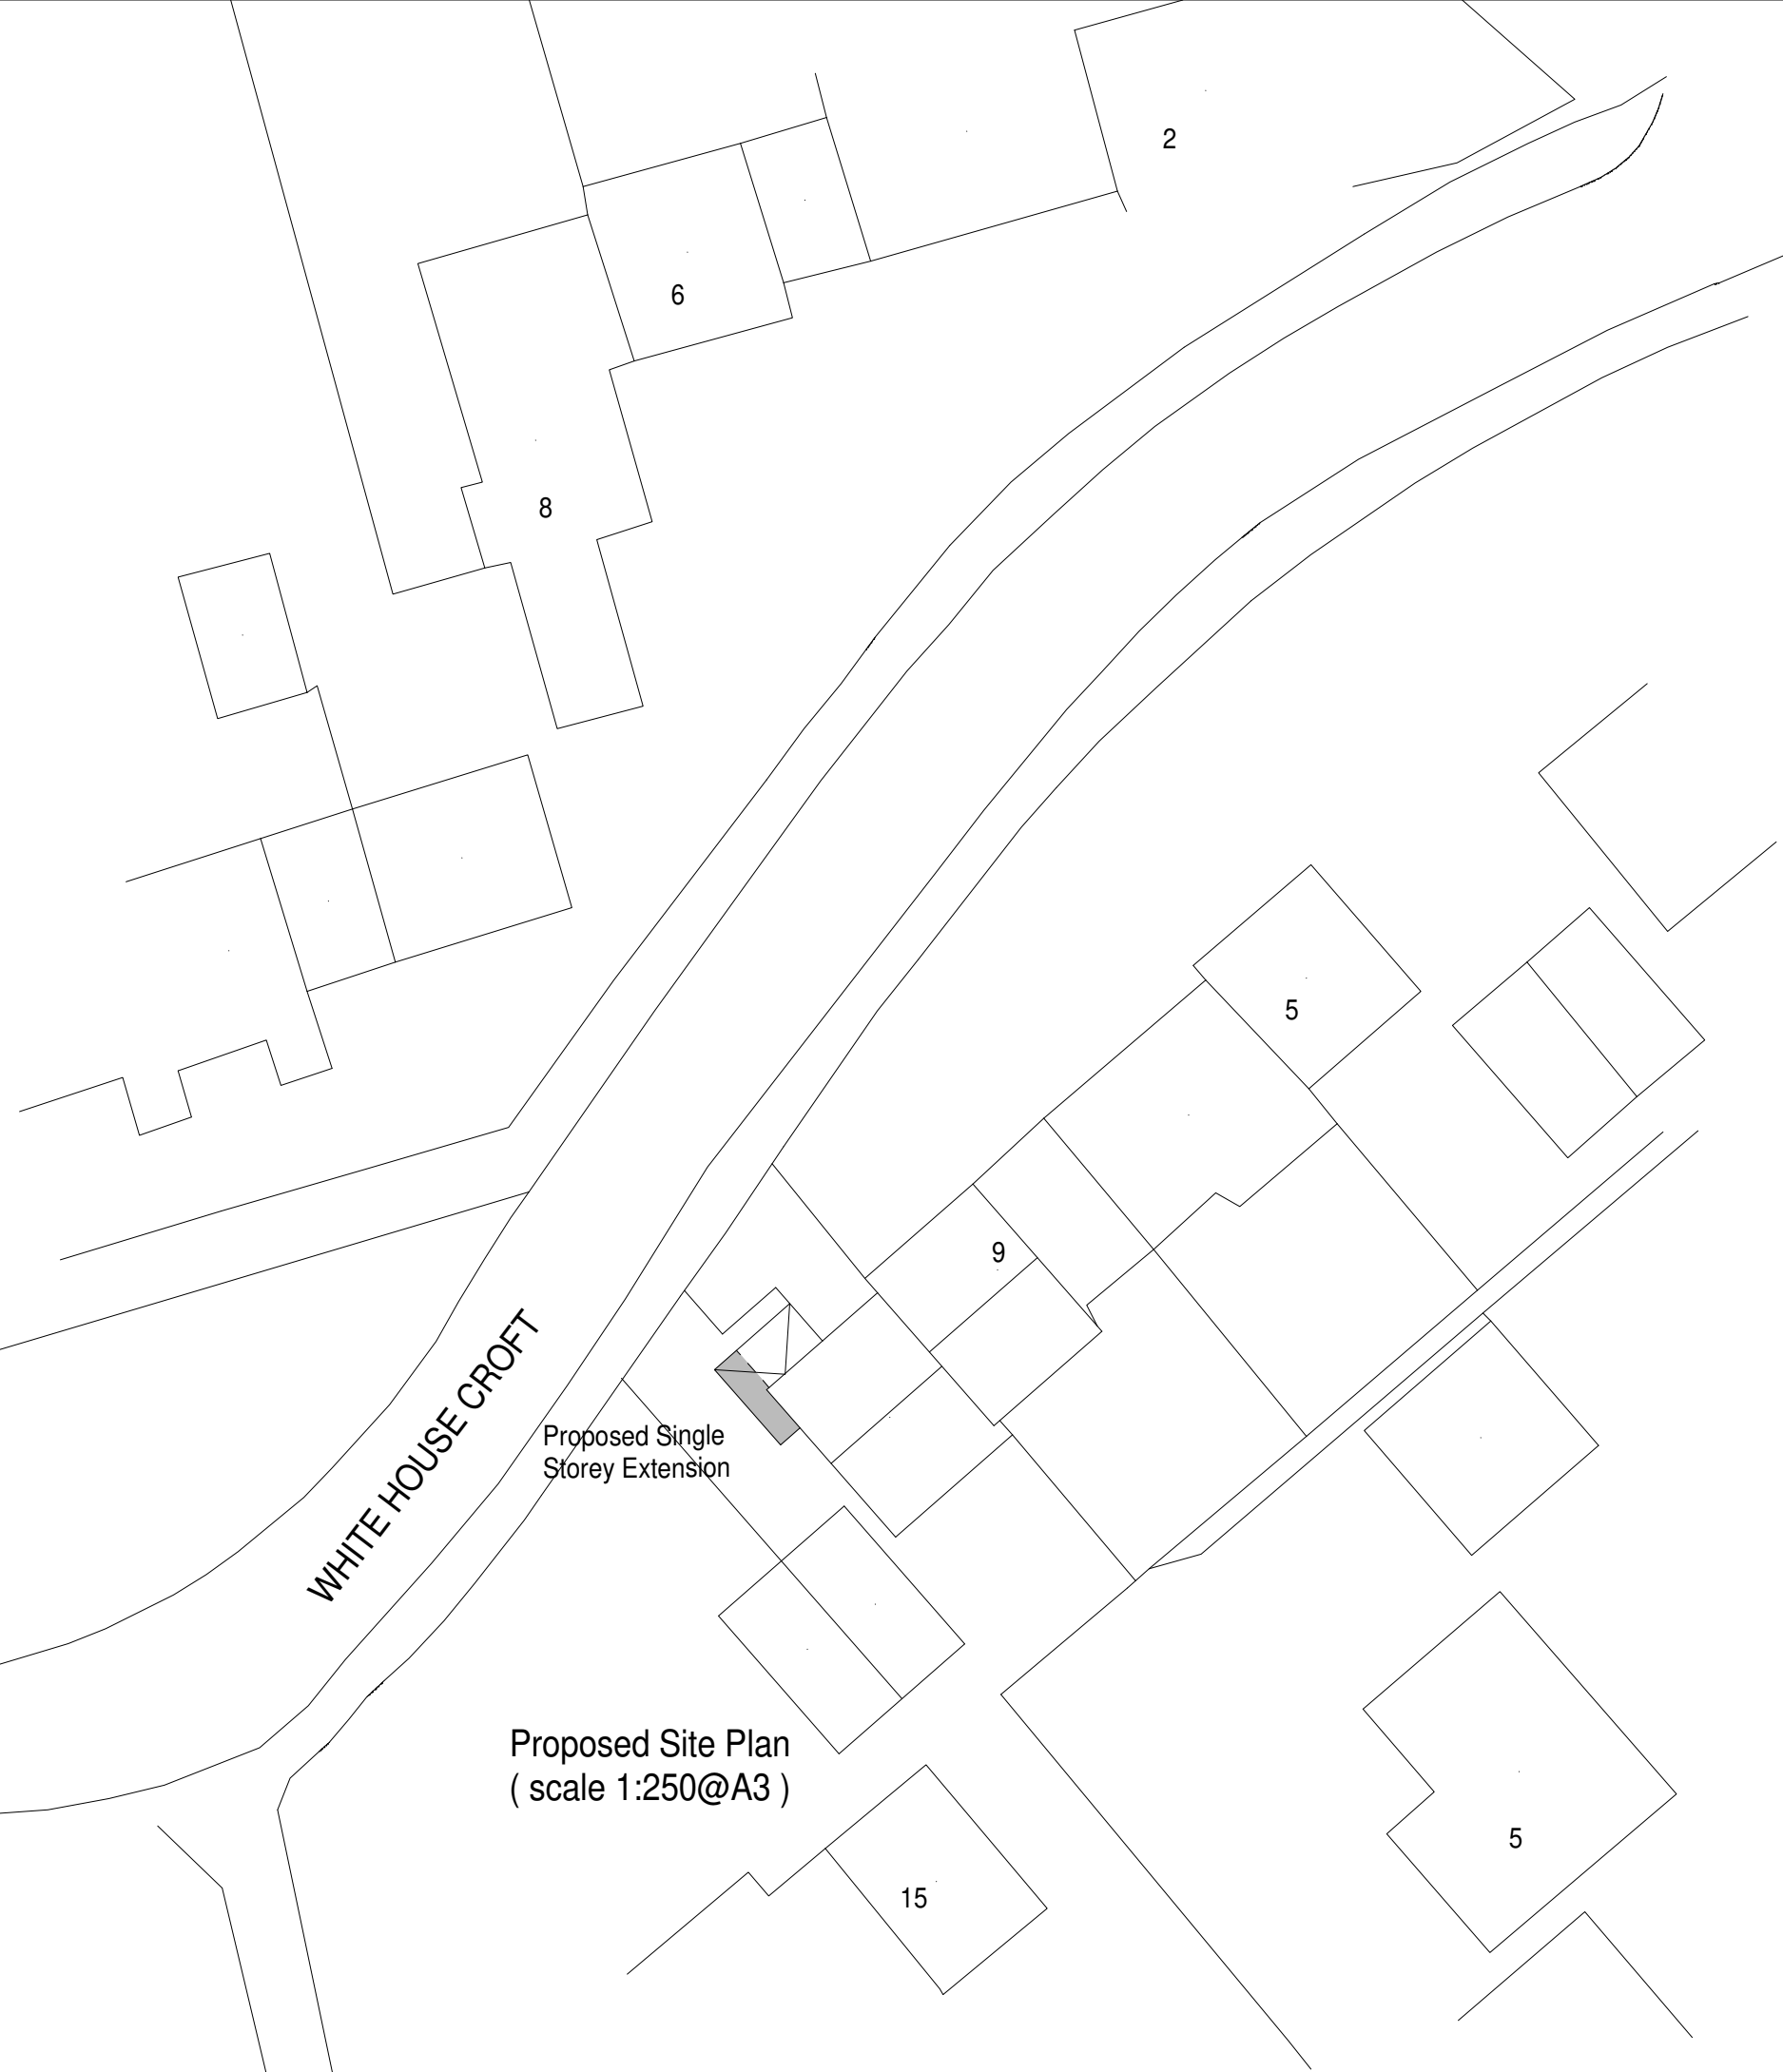 2
6
8
5
9
WHITE HOUSE CROFT
Proposed Single
Storey Extension
Proposed Site Plan
( scale 1:250@A3 )
5
15